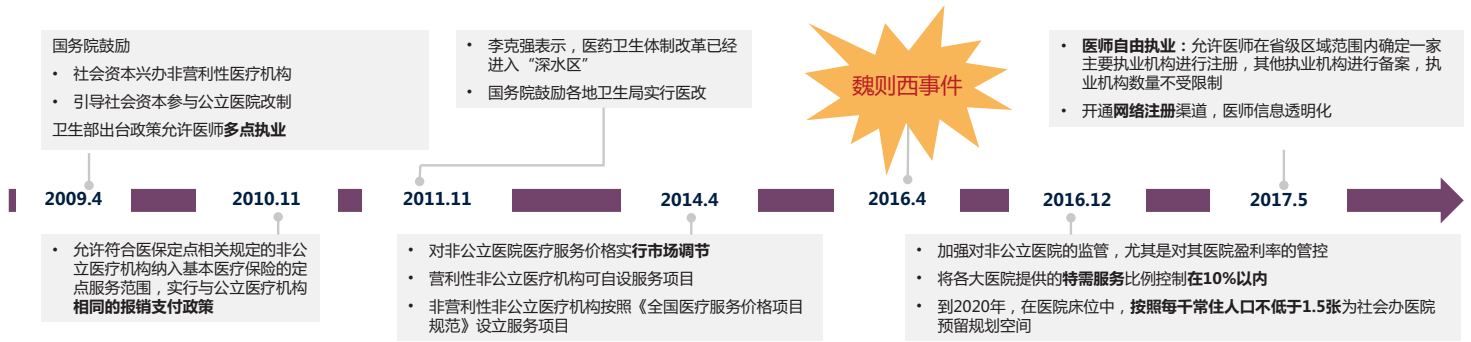 国务院鼓励
• 社会资本兴办非营利性医疗机构
• 引导社会资本参与公立医院改制
卫生部出台政策允许医师多点执业
• 李克强表示，医药卫生体制改革已经
进入“深水区”
• 国务院鼓励各地卫生局实行医改
魏则西事件
• 医师自由执业：允许医师在省级区域范围内确定一家
主要执业机构进行注册，其他执业机构进行备案，执
业机构数量不受限制
• 开通网络注册渠道，医师信息透明化
2009.4
2010.11
2011.11
2014.4
2016.4
2016.12
2017.5
• 允许符合医保定点相关规定的非公
立医疗机构纳入基本医疗保险的定
点服务范围，实行与公立医疗机构
相同的报销支付政策
• 对非公立医院医疗服务价格实行市场调节
• 营利性非公立医疗机构可自设服务项目
• 非营利性非公立医疗机构按照《全国医疗服务价格项目
规范》设立服务项目
• 加强对非公立医院的监管，尤其是对其医院盈利率的管控
• 将各大医院提供的特需服务比例控制在10%以内
• 到2020年，在医院床位中，按照每千常住人口不低于1.5张为社会办医院
预留规划空间